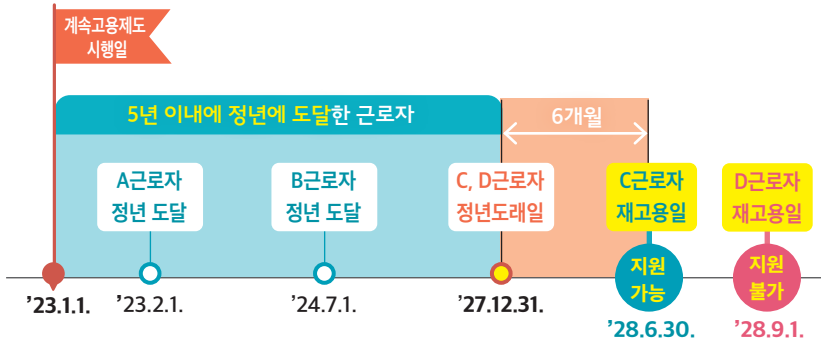 계속고용제도
시행일
5년 이내에 정년에 도달한 근로자
6개월
A근로자
정년 도달
B근로자
정년 도달
C, D근로자
정년도래일
C근로자
재고용일
D근로자
재고용일
지원
가능
지원
불가
’23.1.1.
’23.2.1.
’24.7.1.
’27.12.31.
’28.6.30.
’28.9.1.